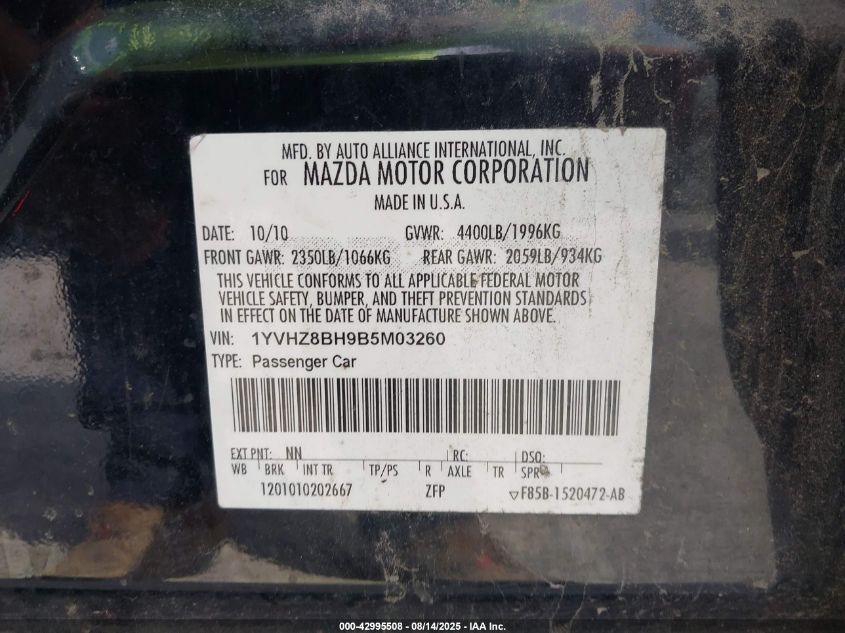 MFD. BY AUTO ALLIANCE INTERNATIONAL, INC.
FOR MAZDA MOTOR CORPORATION
MADE IN U.S.A.
DATE: 10/10 GVWR: 4400LB/1996KG
FRONT GAWR: 2350LB/1066KG REAR GAWR: 2059LB/934KG
THIS VEHICLE CONFORMS TO ALL APPLICABLE FEDERAL MOTOR
VEHICLE SAFETY, BUMPER, AND THEFT PREVENTION STANDARDS
IN EFFECT ON THE DATE OF MANUFACTURE SHOWN ABOVE.
VIN: 1YVHZ8BH9B5M03260
TYPE: Passenger Car
EXT PNT: NN RC: DSO:
WB BRK INT TR TP/PS R AXLE TR SPR
1201010202667 ZFP F85B-1520472-AB
000-42995508 - 08/14/2025 - IAA Inc.